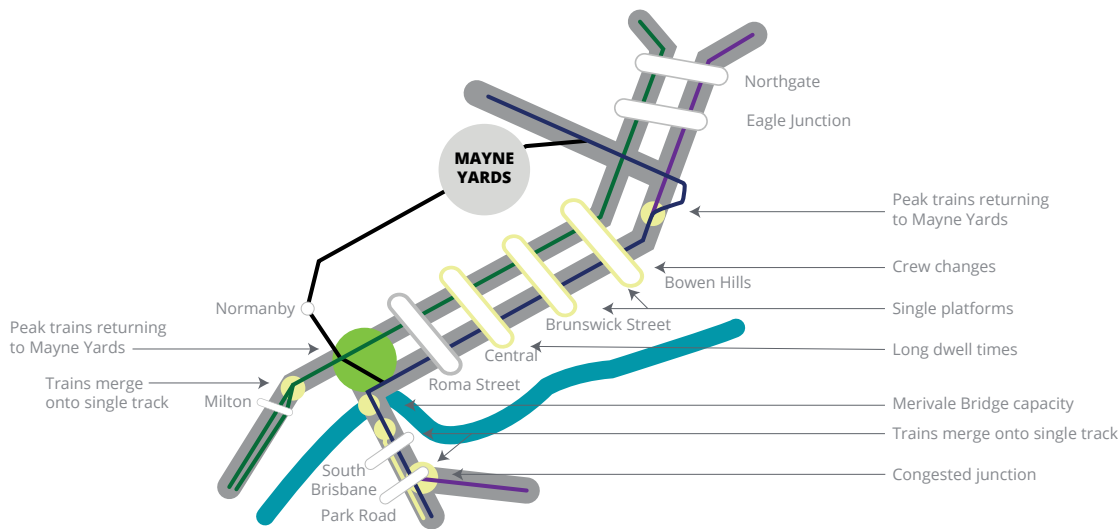 Northgate
Eagle Junction
MAYNE
YARDS
Peak trains returning
to Mayne Yards
Crew changes
Bowen Hills
Normanby
Single platforms
Brunswick Street
Peak trains returning
to Mayne Yards
Long dwell times
Central
Roma Street
Trains merge
onto single track
Milton
Merivale Bridge capacity
Trains merge onto single track
South
Brisbane
Congested junction
Park Road